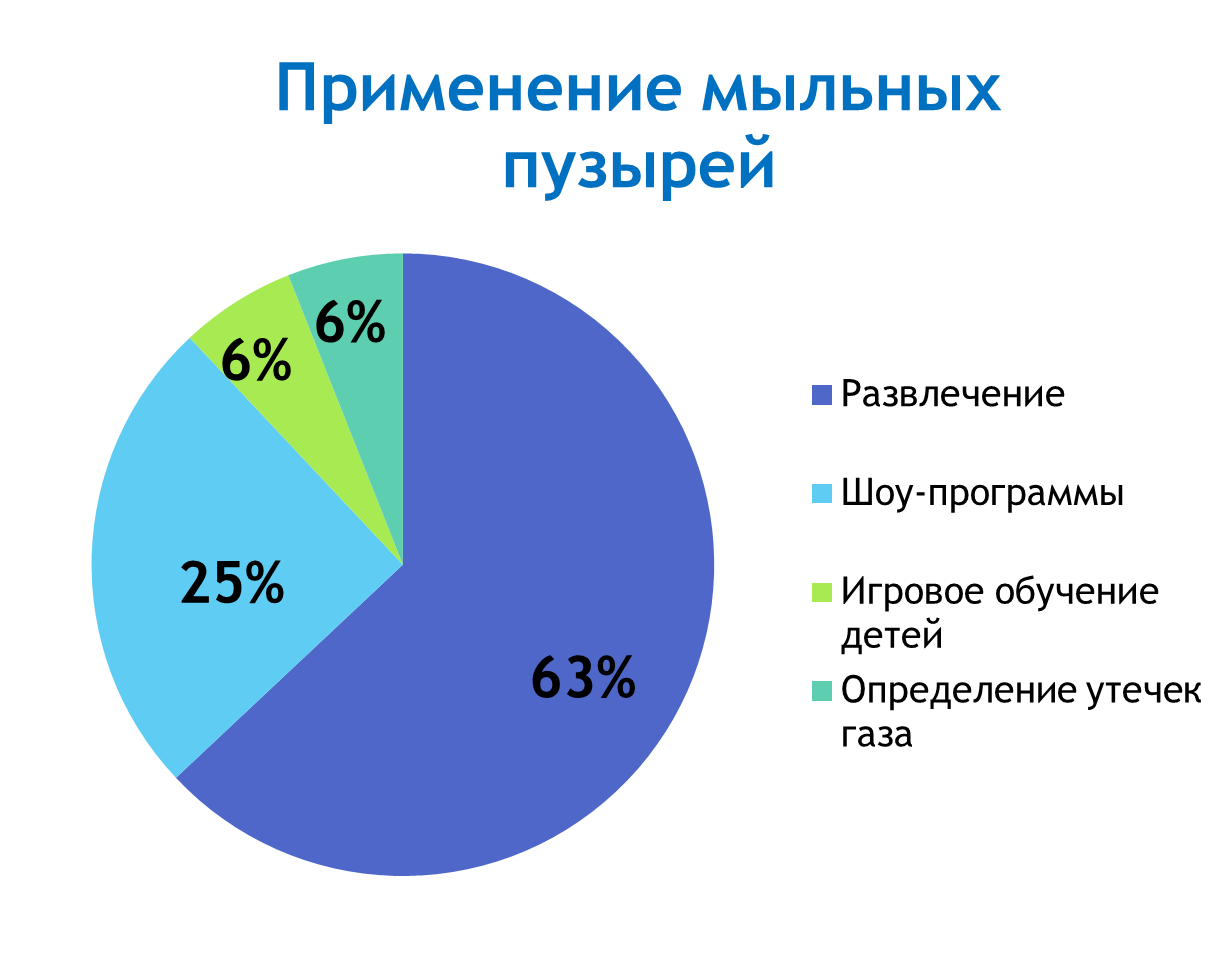 Применение мыльных
пузырей
6%
6%
25%
63%
Развлечение
Шоу-программы
Игровое обучение
детей
Определение утечек
газа